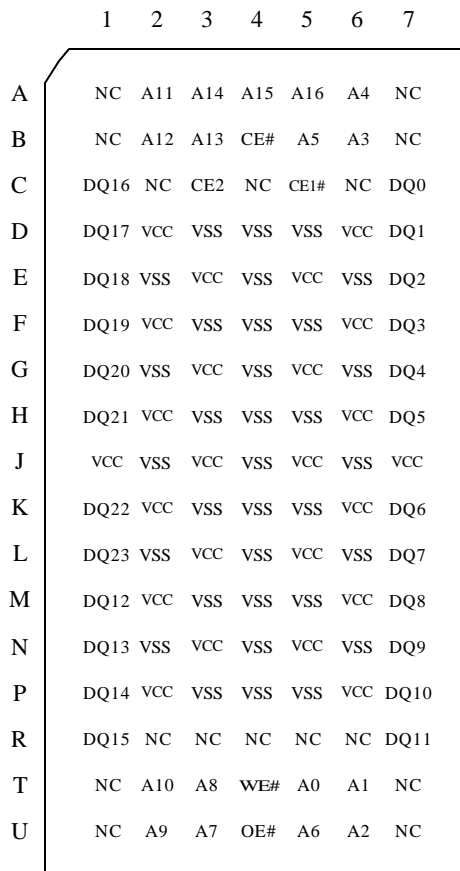 1 2 3 4 5 6 7
A NC A11 A14 A15 A16 A4 NC
B NC A12 A13 CE# A5 A3 NC
C DQ16 NC CE2 NC CE1# NC DQ0
D DQ17 VCC VSS VSS VSS VCC DQ1
E DQ18 VSS VCC VSS VCC VSS DQ2
F DQ19 VCC VSS VSS VSS VCC DQ3
G DQ20 VSS VCC VSS VCC VSS DQ4
H DQ21 VCC VSS VSS VSS VCC DQ5
J VCC VSS VCC VSS VCC VSS VCC
K DQ22 VCC VSS VSS VSS VCC DQ6
L DQ23 VSS VCC VSS VCC VSS DQ7
M DQ12 VCC VSS VSS VSS VCC DQ8
N DQ13 VSS VCC VSS VCC VSS DQ9
P DQ14 VCC VSS VSS VSS VCC DQ10
R DQ15 NC NC NC NC NC DQ11
T NC A10 A8 WE# A0 A1 NC
U NC A9 A7 OE# A6 A2 NC